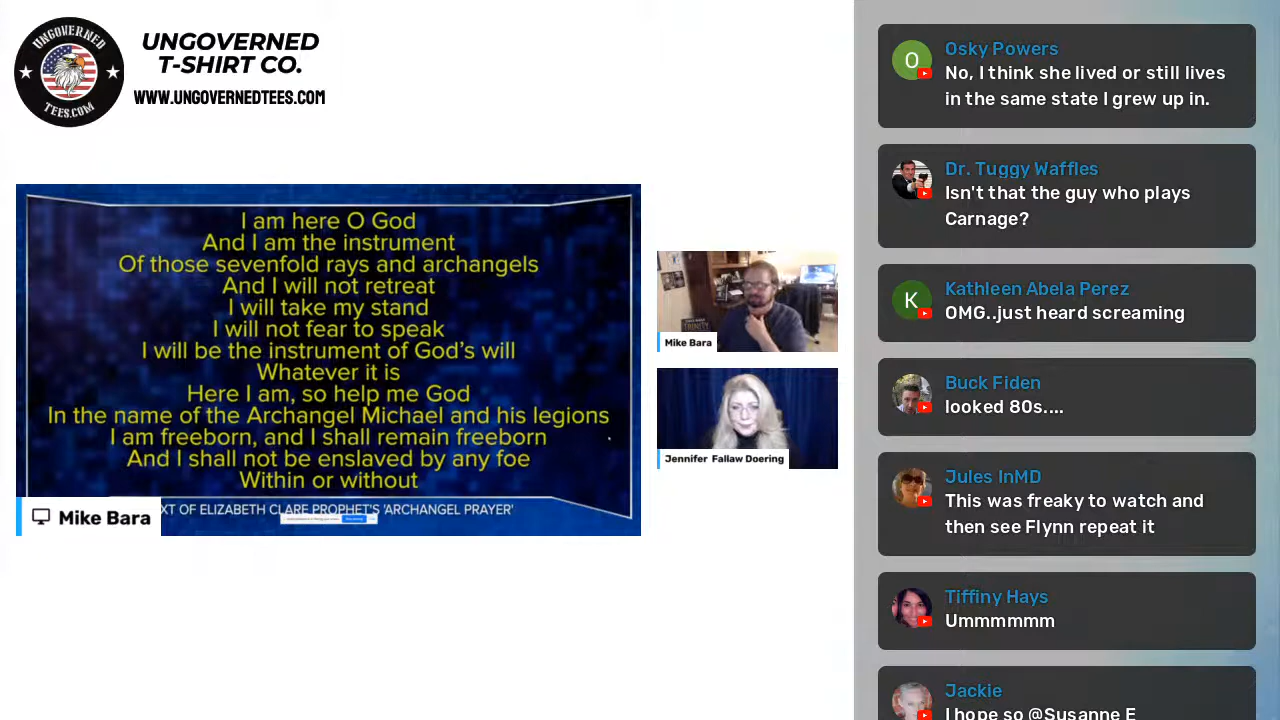 UNGOVERNED
TEES.COM
UNGOVERNED
T-SHIRT CO.
WWW.UNGOVERNEDTEES.COM
I am here O God
And I am the instrument
Of those sevenfold rays and archangels
And I will not retreat
I will take my stand
I will not fear to speak
I will be the instrument of God's will
Whatever it is
Here I am, so help me God
In the name of the Archangel Michael and his legions
I am freeborn, and I shall remain freeborn
And I shall not be enslaved by any foe
Within or without
XT OF ELIZABETH CLARE PROPHET'S 'ARCHANGEL PRAYER'
Mike Bara
TRINITY
Mike Bara
Jennifer Fallaw Doering
O
Osky Powers
No, I think she lived or still lives
in the same state I grew up in.
Dr. Tuggy Waffles
Isn't that the guy who plays
Carnage?
K
Kathleen Abela Perez
OMG..just heard screaming
Buck Fiden
looked 80s....
Jules InMD
This was freaky to watch and
then see Flynn repeat it
Tiffiny Hays
Ummmmmm
Jackie
I hope so @Susanne E